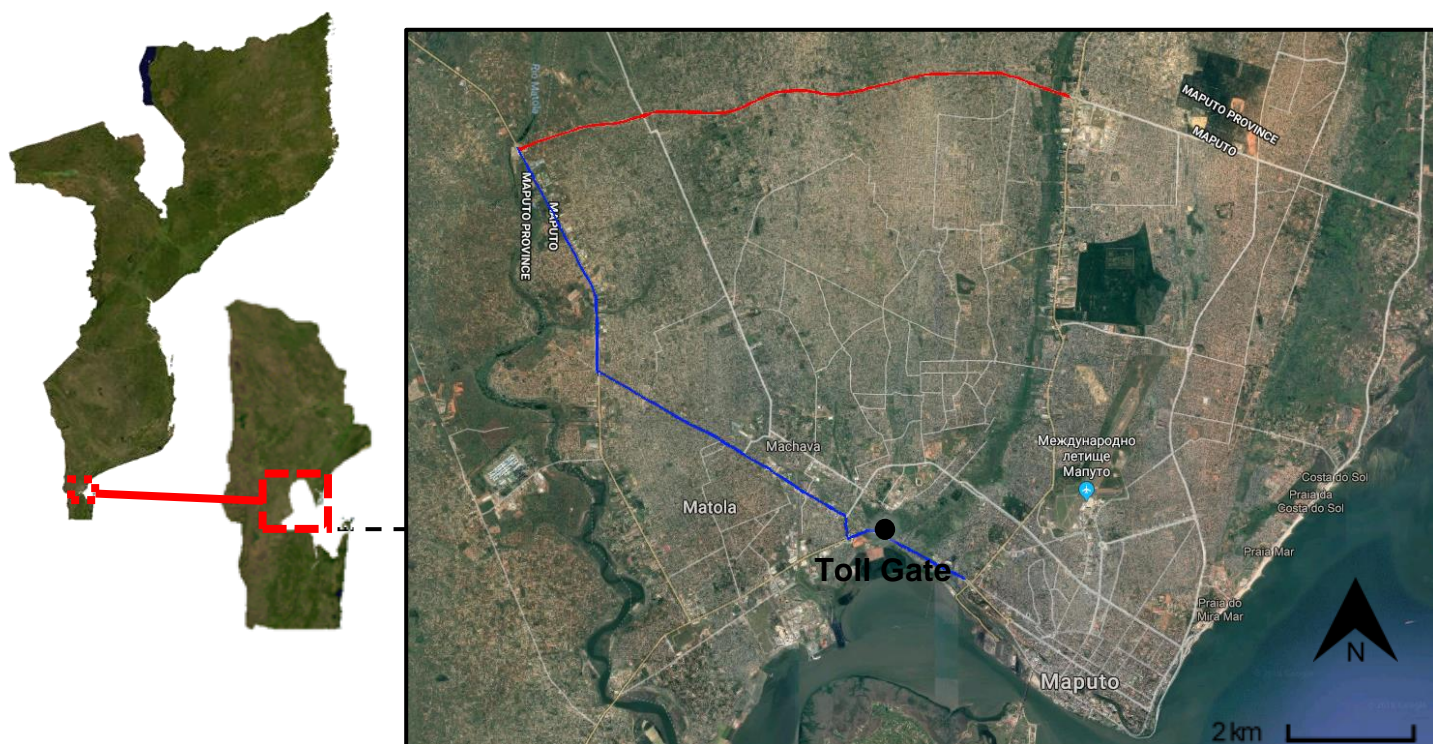 Rio Matola
MAPUTO PROVINCE
MAPUTO
MAPUTO PROVINCE
MAPUTO
Machava
Международно
летище
Мапуто
Matola
Costa do Sol
Praia da
Costa do Sol
Toll Gate
Praia Mar
Praia do
Mira Mar
N
Maputo
2 km